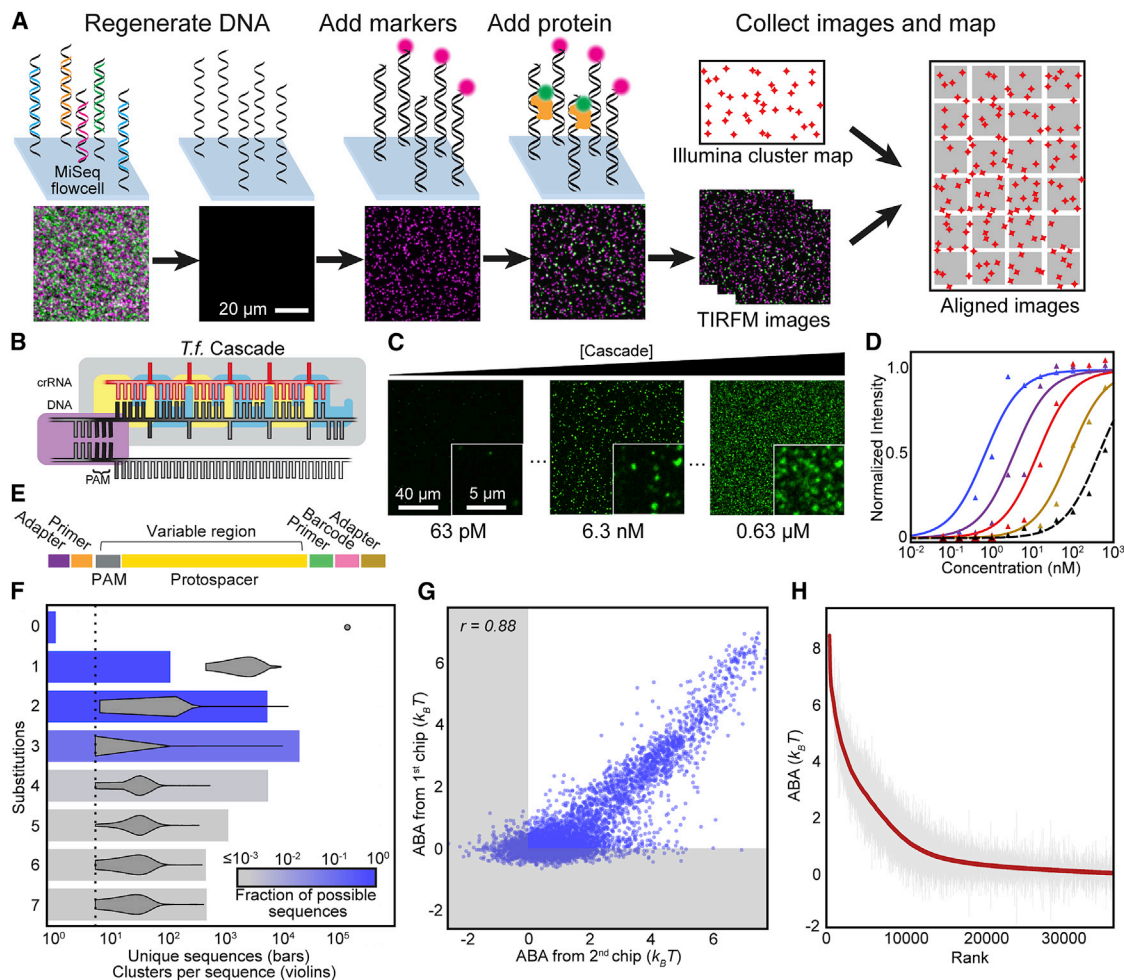 A
Regenerate DNA
Add markers
Add protein
Collect images and map
MiSeq
flowcell
20 µm
Illumina cluster map
TIRFM images
Aligned images
B
T.f. Cascade
crRNA
DNA
PAM
C
[Cascade]
40 µm
5 µm
...
...
63 pM
6.3 nM
0.63 µM
D
Normalized Intensity
1.0
0.5
0
10⁻²
10⁰
10¹
10²
10³
Concentration (nM)
E
Adapter
Primer
Variable region
Primer
Barcode
Adapter
PAM
Protospacer
F
Substitutions
0
1
2
3
4
5
6
7
≤10⁻³
10⁻²
10⁻¹
10⁰
Fraction of possible
sequences
10⁰
10¹
10²
10³
10⁴
10⁵
Unique sequences (bars)
Clusters per sequence (violins)
G
r = 0.88
ABA from 1st chip (kBT)
6
4
2
0
-2
-2
0
2
4
6
ABA from 2nd chip (kBT)
H
ABA (kBT)
8
6
4
2
0
-2
0
10000
20000
30000
Rank